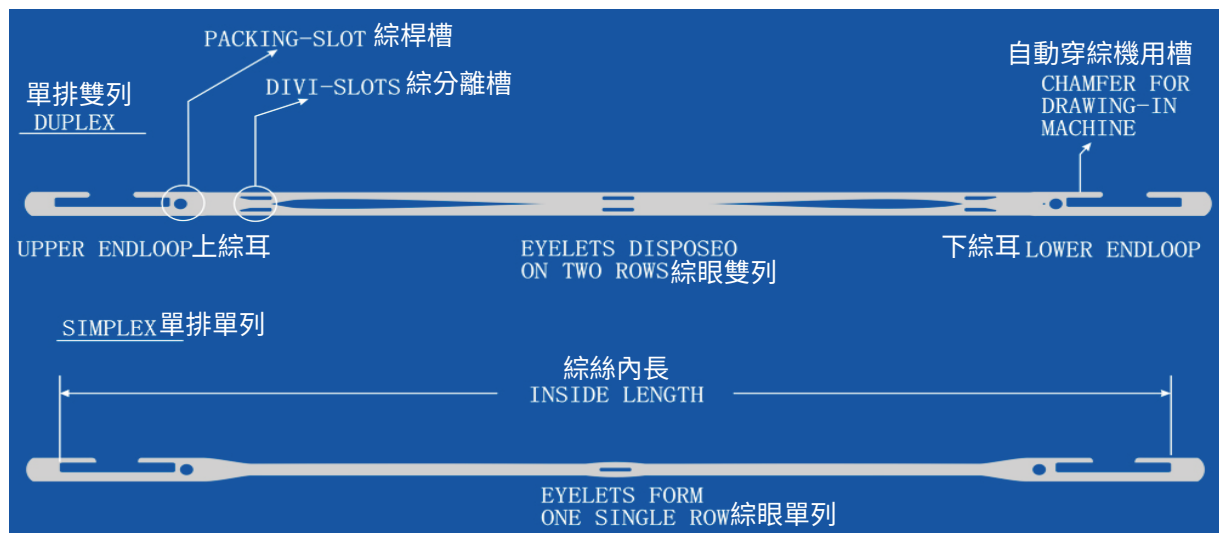 PACKING-SLOT 綜桿槽
自動穿綜機用槽
單排雙列
DIVI-SLOTS 綜分離槽
CHAMFER FOR
DRAWING-IN
MACHINE
DUPLEX
UPPER ENDLOOP上綜耳
EYELETS DISPOSEO
ON TWO ROWS綜眼雙列
下綜耳 LOWER ENDLOOP
SIMPLEX單排單列
綜絲內長
INSIDE LENGTH
EYELETS FORM
ONE SINGLE ROW綜眼單列